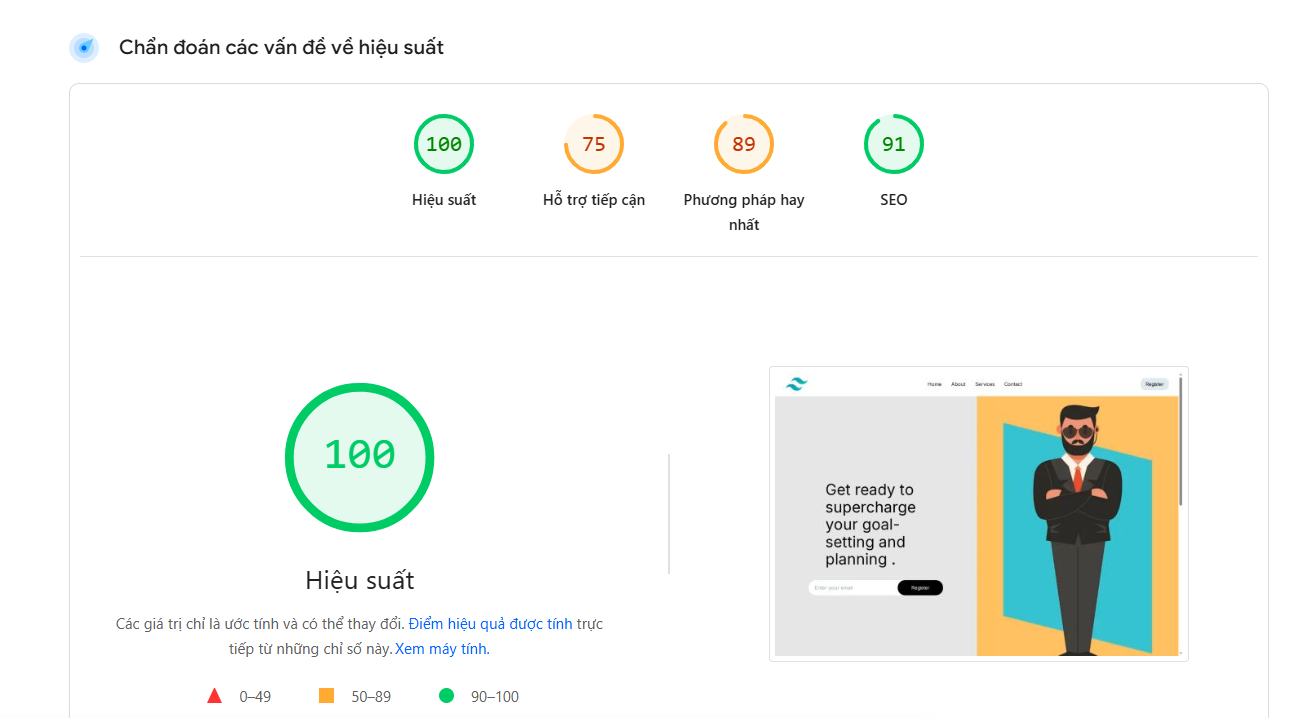 Chẩn đoán các vấn đề về hiệu suất
100
75
89
91
Hiệu suất
Hỗ trợ tiếp cận
Phương pháp hay
nhất
SEO
100
Hiệu suất
Các giá trị chỉ là ước tính và có thể thay đổi. Điểm hiệu quả được tính trực
tiếp từ những chỉ số này. Xem máy tính.
0–49
50–89
90–100
Home About Services Contact
Register
Get ready to
supercharge
your goal-
setting and
planning .
Enter your email
Register